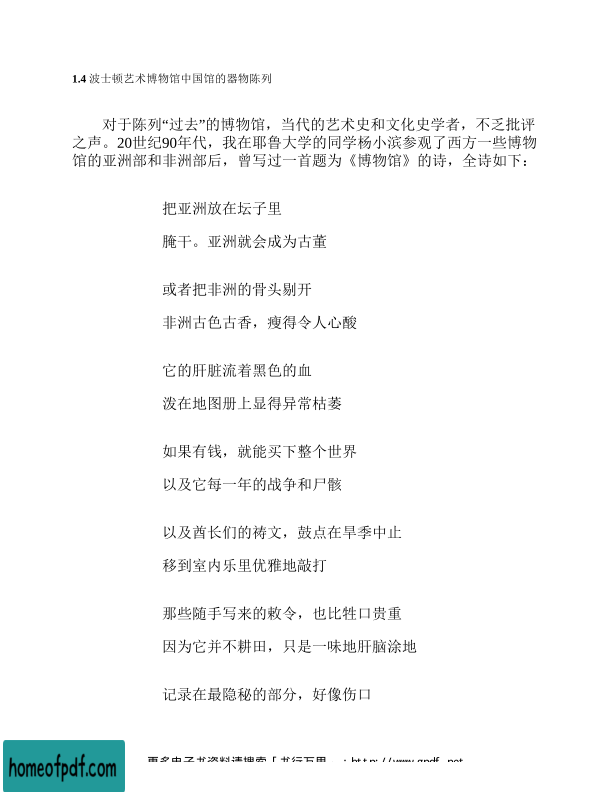 1.4 波士顿艺术博物馆中国馆的器物陈列
对于陈列“过去”的博物馆，当代的艺术史和文化史学者，不乏批评
之声。20世纪90年代，我在耶鲁大学的同学杨小滨参观了西方一些博物
馆的亚洲部和非洲部后，曾写过一首题为《博物馆》的诗，全诗如下：
把亚洲放在坛子里
腌干。亚洲就会成为古董
或者把非洲的骨头剔开
非洲古色古香，瘦得令人心酸
它的肝脏流着黑色的血
泼在地图册上显得异常枯萎
如果有钱，就能买下整个世界
以及它每一年的战争和尸骸
以及酋长们的祷文，鼓点在旱季中止
移到室内乐里优雅地敲打
那些随手写来的敕令，也比牲口贵重
因为它并不耕田，只是一味地肝脑涂地
记录在最隐秘的部分，好像伤口
更多电子书资料请搜索「书行万里
homeofpdf.com